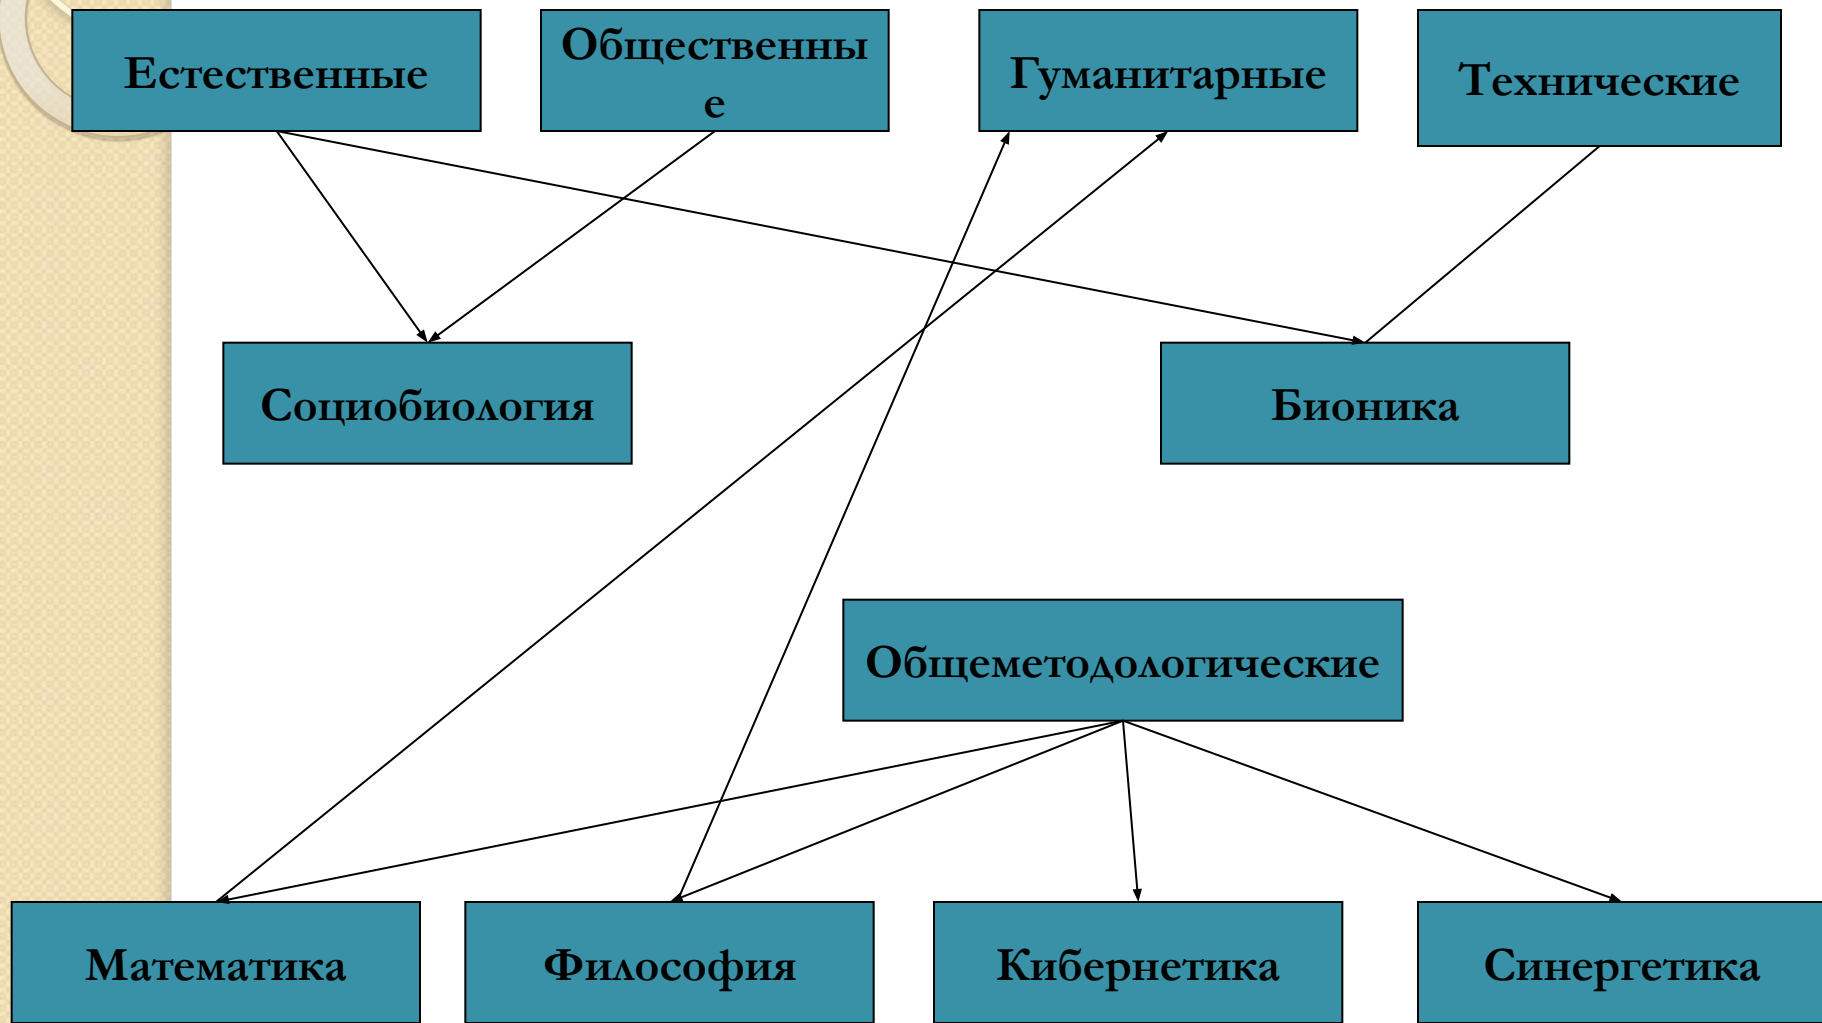 Естественные
Общественны
е
Гуманитарные
Технические
Социобиология
Бионика
Общеметодологические
Математика
Философия
Кибернетика
Синергетика